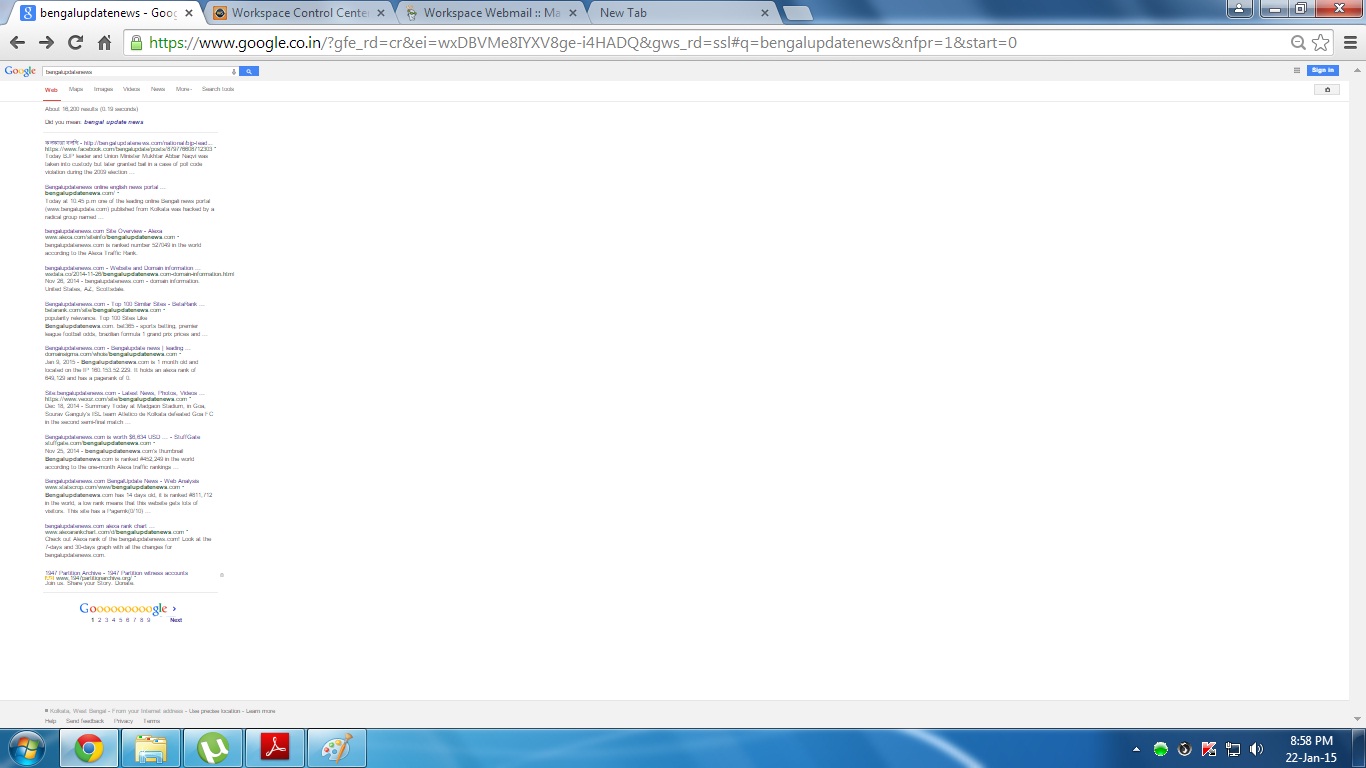 bengalupdatenews - Goog
Workspace Control Center
Workspace Webmail :: Ma
New Tab
https://www.google.co.in/?gfe_rd=cr&ei=wxDBVMe8IYXV8ge-i4HADQ&gws_rd=ssl#q=bengalupdatenews&nfpr=1&start=0
Google
bengalupdatenews
Sign in
Web Maps Images Videos News More Search tools
About 16,200 results (0.19 seconds)
Did you mean: bengal update news
- http://bengalupdatenews.com/national/bjp-lead...
https://www.facebook.com/bengalupdate/posts/879776608712303
Today BJP leader and Union Minister Mukhtar Abbar Naqvi was
taken into custody but later granted bail in a case of poll code
violation during the 2009 election ...
Bengalupdatenews online english news portal ...
bengalupdatenews.com/
Today at 10.45 p.m one of the leading online Bengali news portal
(www.bengalupdate.com) published from Kolkata was hacked by a
radical group named ...
bengalupdatenews.com Site Overview - Alexa
www.alexa.com/siteinfo/bengalupdatenews.com
bengalupdatenews.com is ranked number 527049 in the world
according to the Alexa Traffic Rank.
bengalupdatenews.com - Website and Domain information ...
wsdata.co/2014-11-26/bengalupdatenews.com-domain-information.html
Nov 26, 2014 - bengalupdatenews.com - domain information.
United States, AZ, Scottsdale.
Bengalupdatenews.com - Top 100 Similar Sites - BelaRank ...
belarank.com/site/bengalupdatenews.com
popularity relevance. Top 100 Sites Like
Bengalupdatenews.com. bet365 - sports betting, premier
league football odds, brazilian formula 1 grand prix prices and ...
Bengalupdatenews.com - Bengalupdate news | leading ...
domainsigma.com/whois/bengalupdatenews.com
Jan 9, 2015 - Bengalupdatenews.com is 1 month old and
located on the IP 160.153.52.229. It holds an alexa rank of
649,129 and has a pagerank of 0.
Site:bengalupdatenews.com - Latest News, Photos, Videos ...
https://www.veooz.com/site/bengalupdatenews.com
Dec 18, 2014 - Summary Today at Madgaon Stadium, in Goa,
Sourav Ganguly's ISL team Atletico de Kolkata defeated Goa FC
in the second semi-final match ...
Bengalupdatenews.com is worth $6,634 USD ... - StuffGate
stuffgate.com/bengalupdatenews.com
Nov 25, 2014 - bengalupdatenews.com's thumbnail
Bengalupdatenews.com is ranked #452,249 in the world
according to the one-month Alexa traffic rankings ...
Bengalupdatenews.com BengalUpdate News - Web Analysis
www.statscrop.com/www/bengalupdatenews.com
Bengalupdatenews.com has 14 days old, it is ranked #811,712
in the world, a low rank means that this website gets lots of
visitors. This site has a Pagernk(0/10) ...
bengalupdatenews.com alexa rank chart ...
www.alexarankchart.com/d/bengalupdatenews.com
Check out Alexa rank of the bengalupdatenews.com! Look at the
7-days and 30-days graph with all the changes for
bengalupdatenews.com.
1947 Partition Archive - 1947 Partition witness accounts
www.1947partitionarchive.org/
Join us. Share your Story. Donate.
Goooooooooogle >
1 2 3 4 5 6 7 8 9 Next
Kolkata, West Bengal - From your Internet address - Use precise location - Learn more
Help Send feedback Privacy Terms
8:58 PM
22-Jan-15